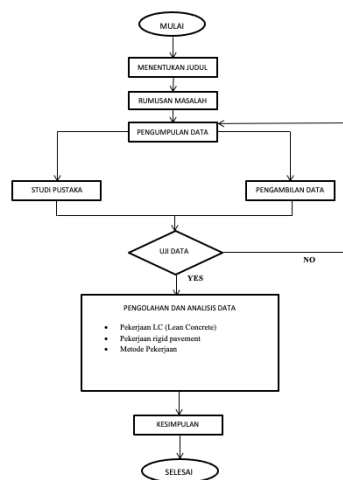 MULAI
MENENTUKAN JUDUL
RUMUSAN MASALAH
PENGUMPULAN DATA
STUDI PUSTAKA
PENGAMBILAN DATA
UJI DATA
NO
YES
PENGOLAHAN DAN ANALISIS DATA
Pekerjaan LC (Lean Concrete)
Pekerjaan rigid pavement
Metode Pekerjaan
KESIMPULAN
SELESAI